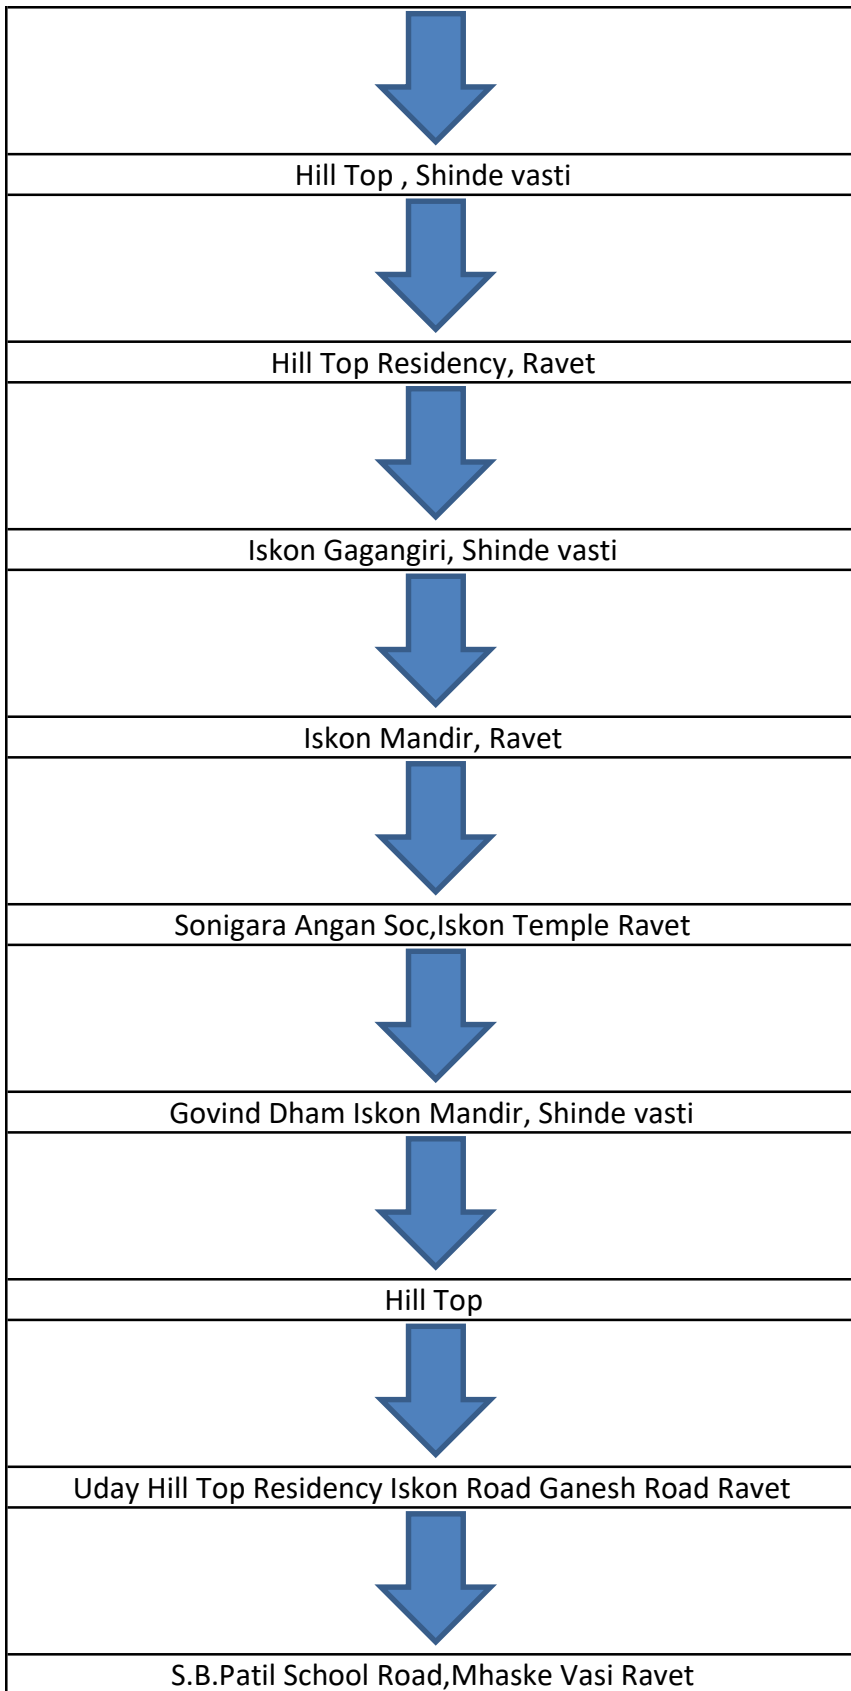 Hill Top , Shinde vasti
Hill Top Residency, Ravet
Iskon Gagangiri, Shinde vasti
Iskon Mandir, Ravet
Sonigara Angan Soc,Iskon Temple Ravet
Govind Dham Iskon Mandir, Shinde vasti
Hill Top
Uday Hill Top Residency Iskon Road Ganesh Road Ravet
S.B.Patil School Road,Mhaske Vasi Ravet